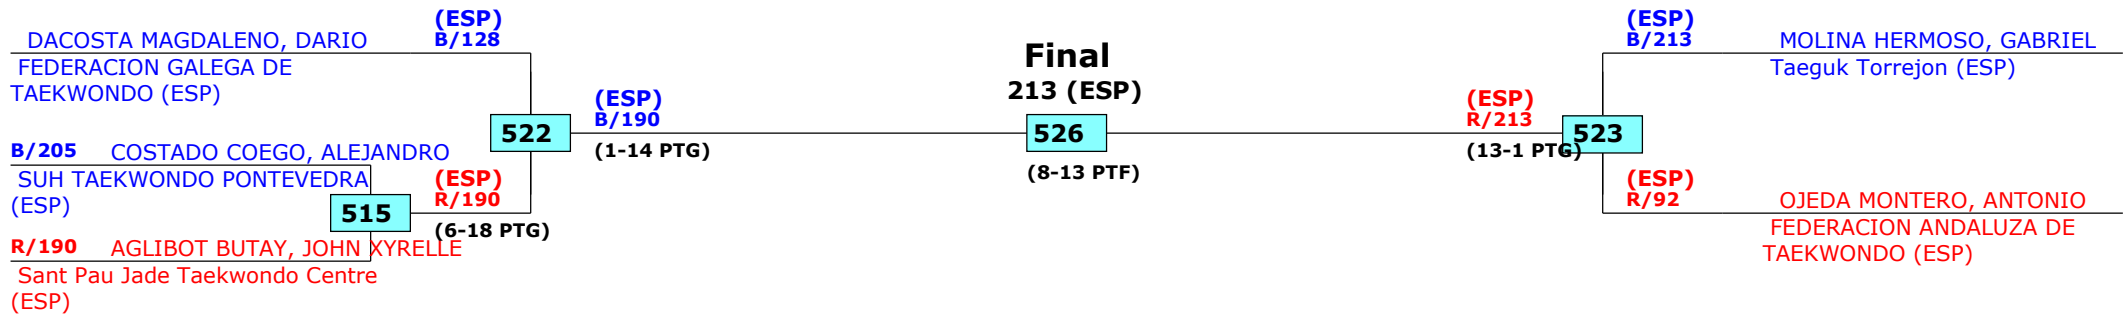 (ESP)
B/128
DACOSTA MAGDALENO, DARIO
FEDERACION GALEGA DE
TAEKWONDO (ESP)
B/205 COSTADO COEGO, ALEJANDRO
SUH TAEKWONDO PONTEVEDRA
(ESP)
515
R/190 AGLIBOT BUTAY, JOHN XYRELLE
Sant Pau Jade Taekwondo Centre
(ESP)
(ESP)
R/190
(6-18 PTG)
522
(ESP)
B/190
(1-14 PTG)
Final
213 (ESP)
526
(8-13 PTF)
(ESP)
R/213
(13-1 PTG)
523
(ESP)
B/213
MOLINA HERMOSO, GABRIEL
Taeguk Torrejon (ESP)
(ESP)
R/92
OJEDA MONTERO, ANTONIO
FEDERACION ANDALUZA DE
TAEKWONDO (ESP)